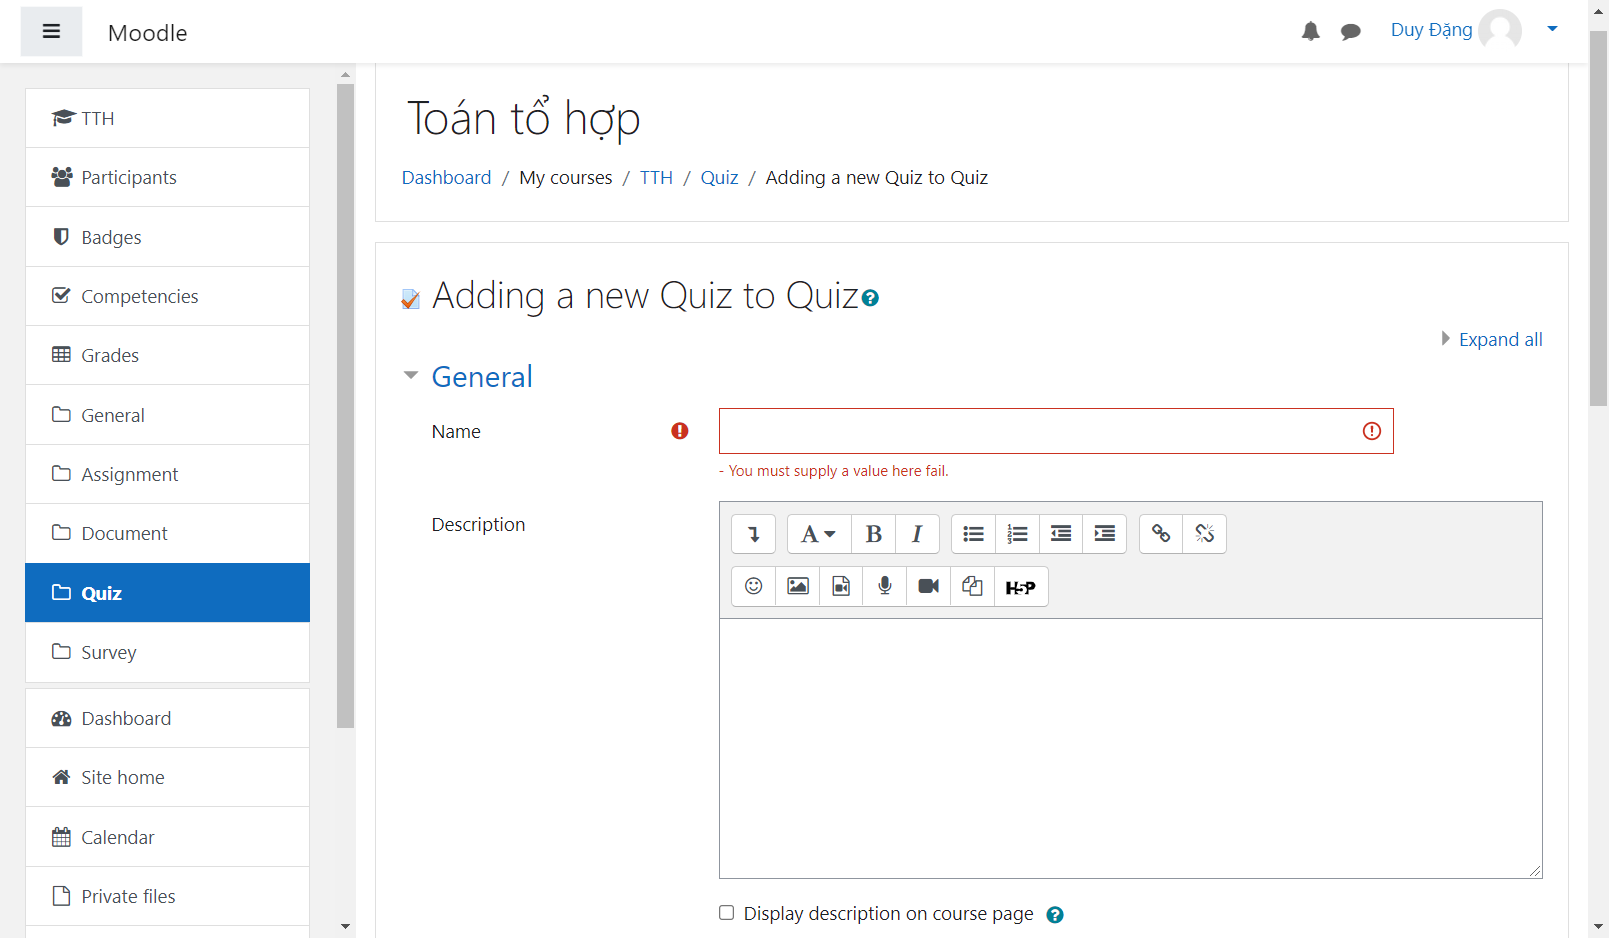 Moodle
Duy Đặng
TTH
Participants
Badges
Competencies
Grades
General
Assignment
Document
Quiz
Survey
Dashboard
Site home
Calendar
Private files
Toán tổ hợp
Dashboard / My courses / TTH / Quiz / Adding a new Quiz to Quiz
Adding a new Quiz to Quiz
Expand all
General
Name
- You must supply a value here fail.
Description
A B I
H5P
Display description on course page